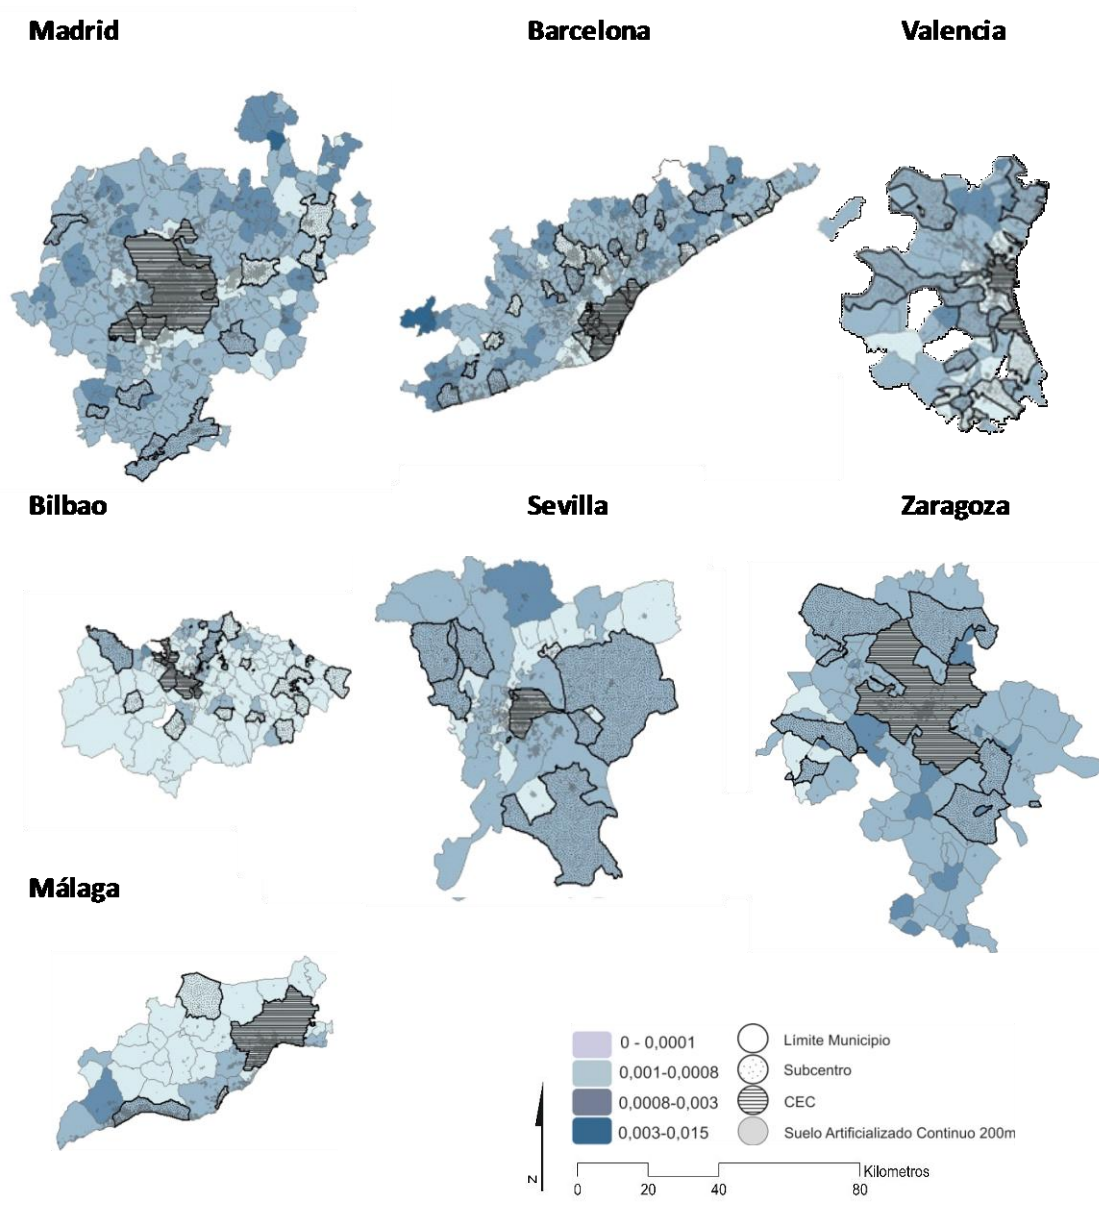 Madrid
Barcelona
Valencia
Bilbao
Sevilla
Zaragoza
Málaga
0 - 0,0001
0,001-0,0008
0,0008-0,003
0,003-0,015
Límite Municipio
Subcentro
CEC
Suelo Artificializado Continuo 200m
N
Kilometros
0 20 40 80